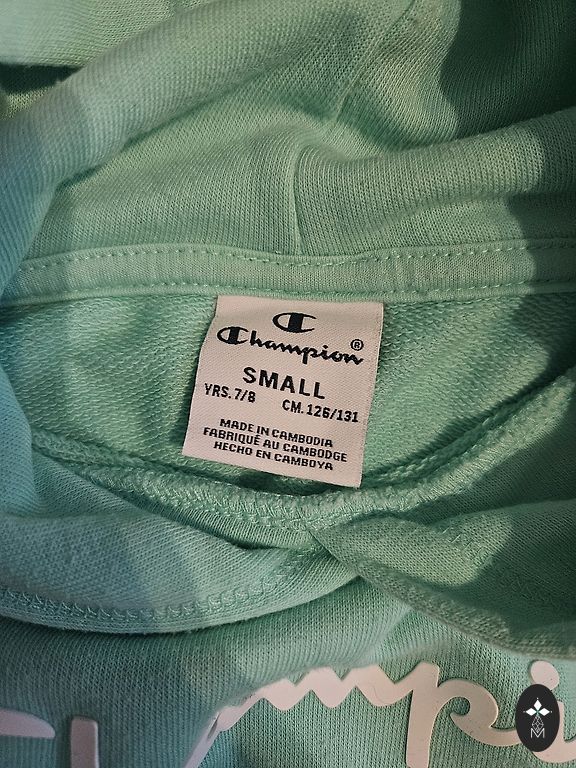 Champion®
SMALL
YRS. 7/8 CM. 126/131
MADE IN CAMBODIA
FABRIQUÉ AU CAMBODGE
HECHO EN CAMBOYA